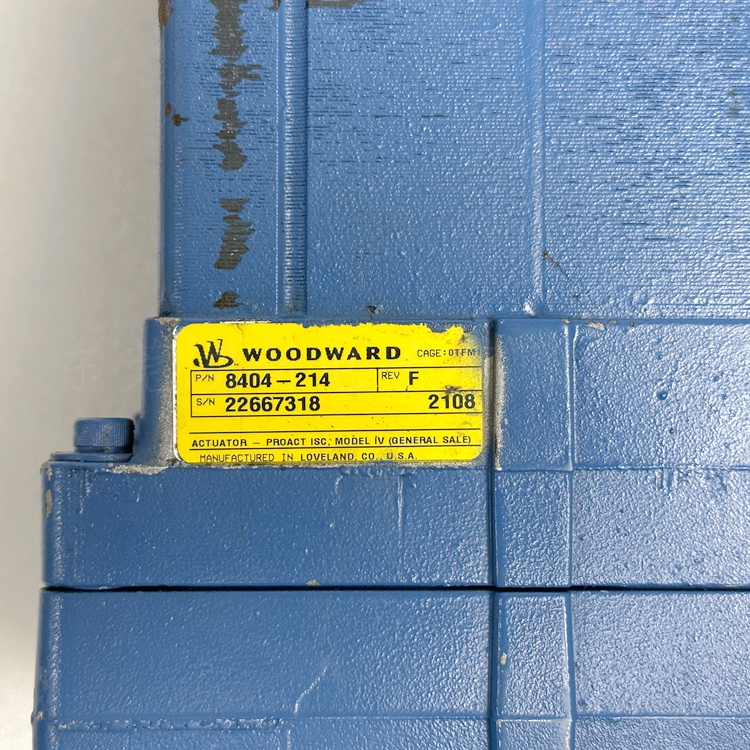 WOODWARD CAGE: 0TFM
P/N 8404-214 REV F
S/N 22667318 2108
ACTUATOR - PROACT ISC, MODEL IV (GENERAL SALE)
MANUFACTURED IN LOVELAND, CO., U.S.A.